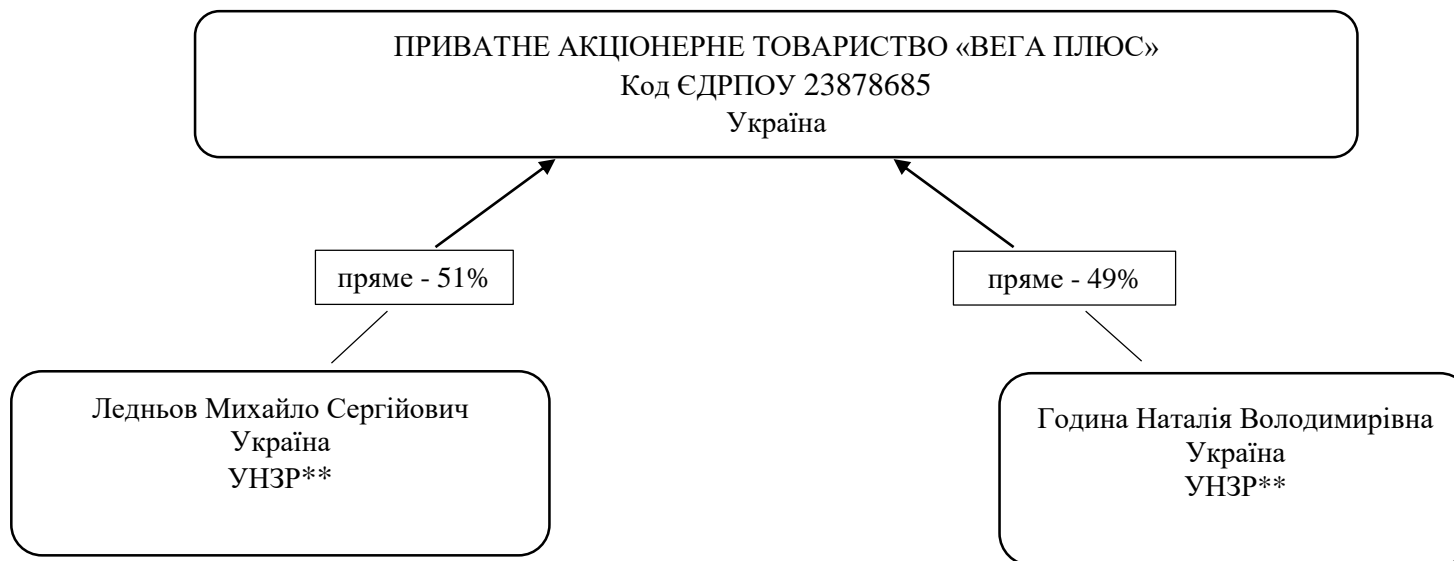 ПРИВАТНЕ АКЦІОНЕРНЕ ТОВАРИСТВО «ВЕГА ПЛЮС»
Код ЄДРПОУ 23878685
Україна
пряме - 51%
пряме - 49%
Ледньов Михайло Сергійович
Україна
УНЗР**
Година Наталія Володимирівна
Україна
УНЗР**